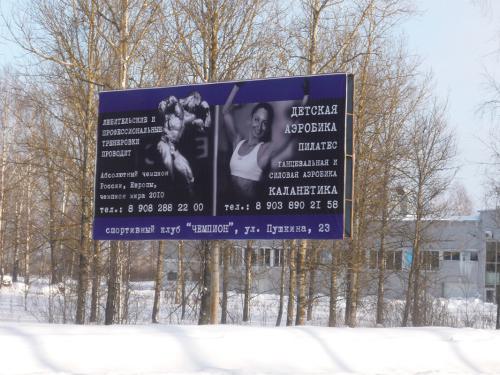 ЛЮБИТЕЛЬСКИЕ И
ПРОФЕССИОНАЛЬНЫЕ
ТРЕНИРОВКИ
ПРОВОДИТ
Абсолютный чемпион
России, Европы,
чемпион мира 2010
тел.: 8 908 288 22 00
ДЕТСКАЯ
АЭРОБИКА
ПИЛАТЕС
ТАНЦЕВАЛЬНАЯ И
СИЛОВАЯ АЭРОБИКА
КАЛАНЕТИКА
тел.: 8 903 890 21 58
спортивный клуб "ЧЕМПИОН", ул. Пушкина, 23